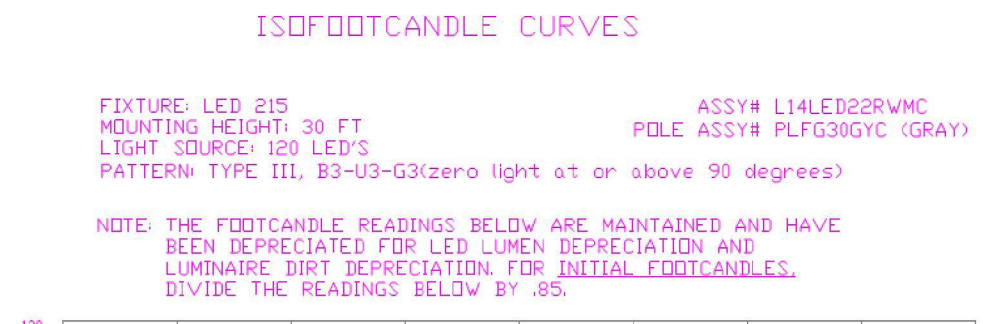 ISOFOOTCANDLE CURVES
FIXTURE: LED 215
ASSY# L14LED22RWMC
MOUNTING HEIGHT: 30 FT
POLE ASSY# PLFG30GYC (GRAY)
LIGHT SOURCE: 120 LED'S
PATTERN: TYPE III, B3-U3-G3(zero light at or above 90 degrees)
NOTE: THE FOOTCANDLE READINGS BELOW ARE MAINTAINED AND HAVE
BEEN DEPRECIATED FOR LED LUMEN DEPRECIATION AND
LUMINAIRE DIRT DEPRECIATION. FOR INITIAL FOOTCANDLES,
DIVIDE THE READINGS BELOW BY .85.